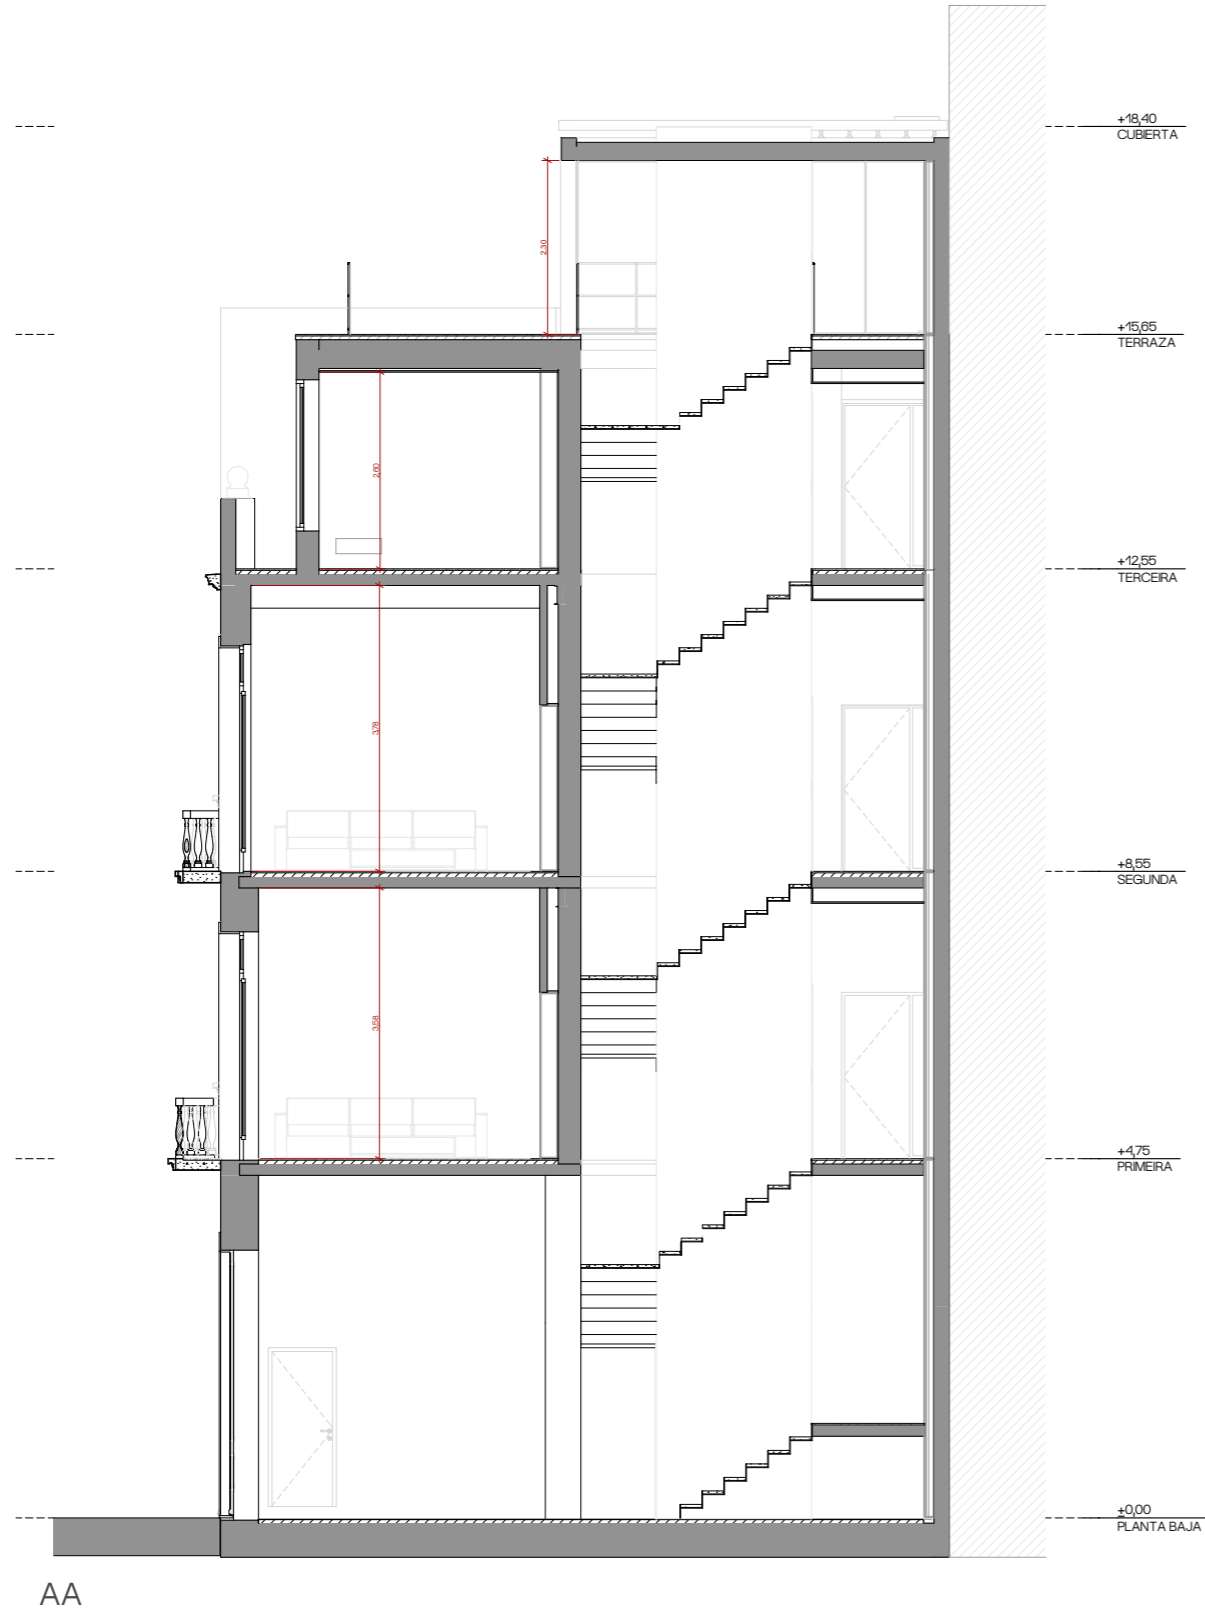 +18,40
CUBIERTA
2,30
+15,65
TERRAZA
2,60
+12,55
TERCEIRA
3,78
+8,55
SEGUNDA
3,58
+4,75
PRIMEIRA
±0,00
PLANTA BAJA
AA